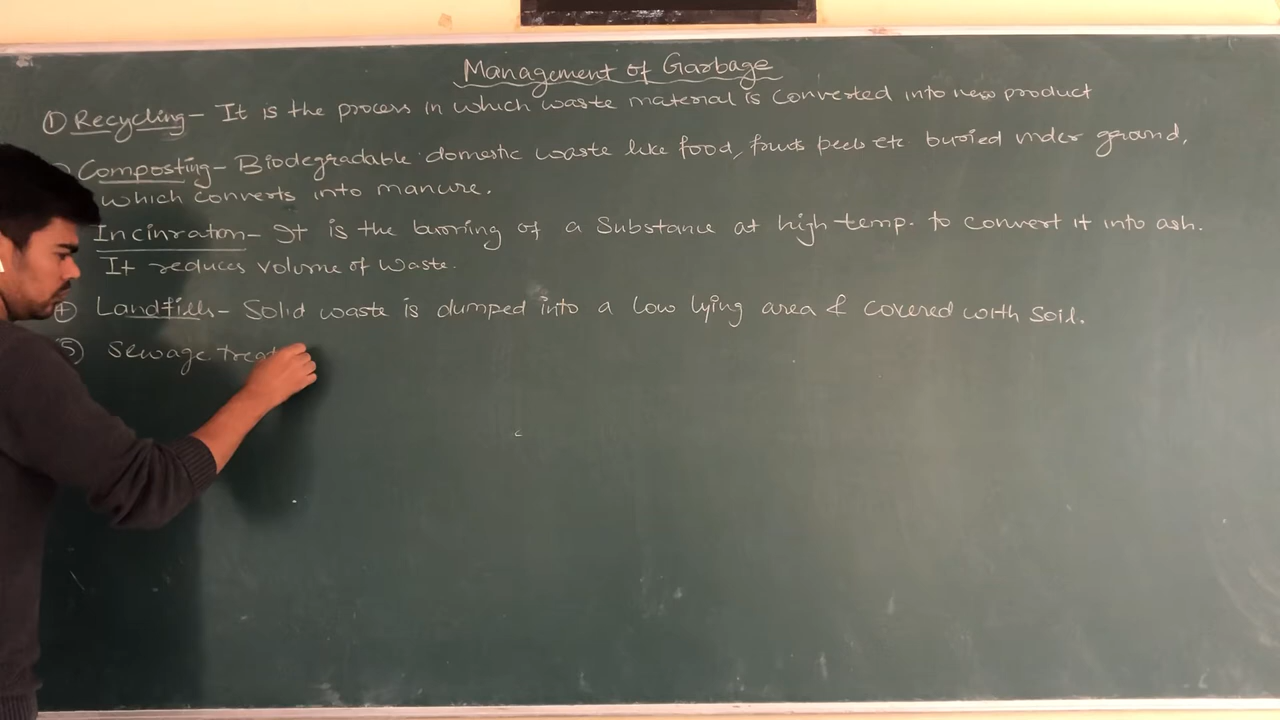 Management of Garbage
① Recycling - It is the process in which waste material is converted into new product
Composting - Biodegradable domestic waste like food, fruits peels etc buried under ground,
which converts into manure.
Incinration - It is the burning of a Substance at high temp. to convert it into ash.
It reduces volume of waste.
④ Landfills - Solid waste is dumped into a low lying area & covered with soil.
⑤ Sewage treat